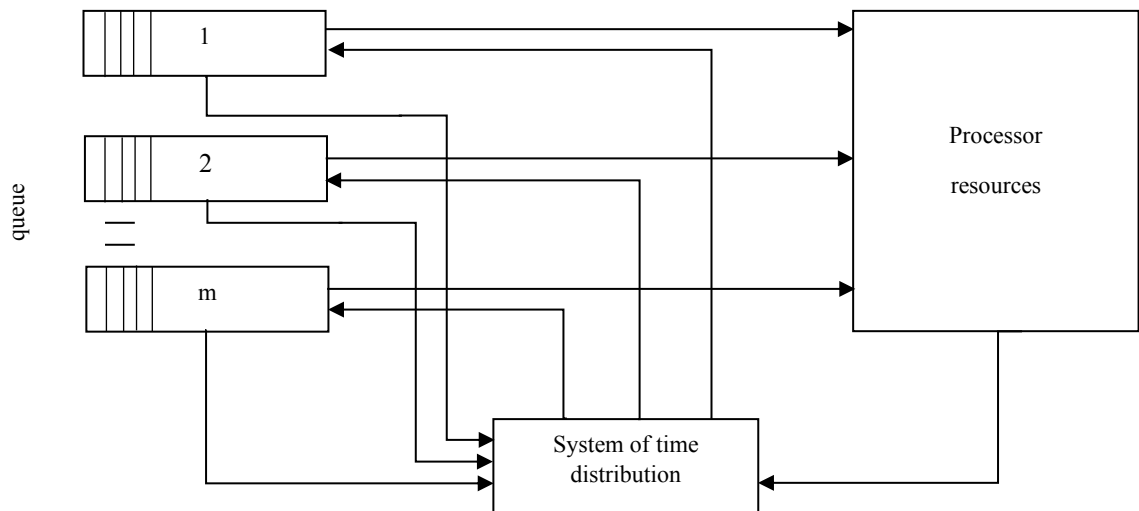 queue
1
2
m
Processor
resources
System of time
distribution